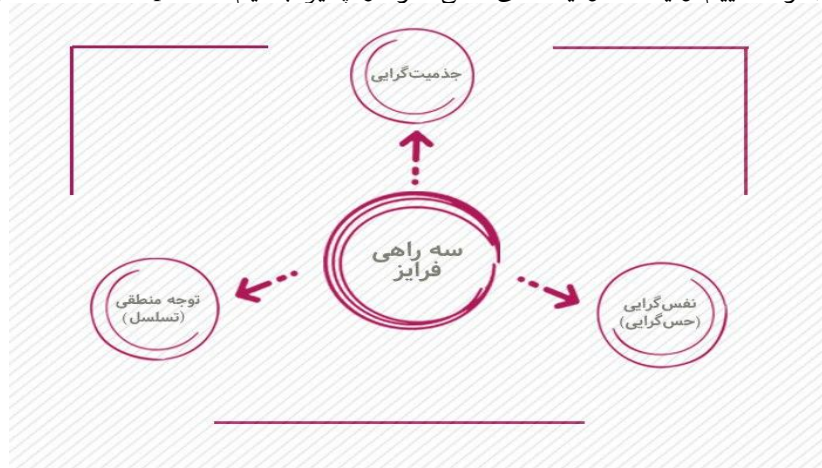 جذمیت‌گرایی
سه راهی
فرایز
توجه منطقی
(تسلسل)
نفس‌گرایی
(حس‌گرایی)